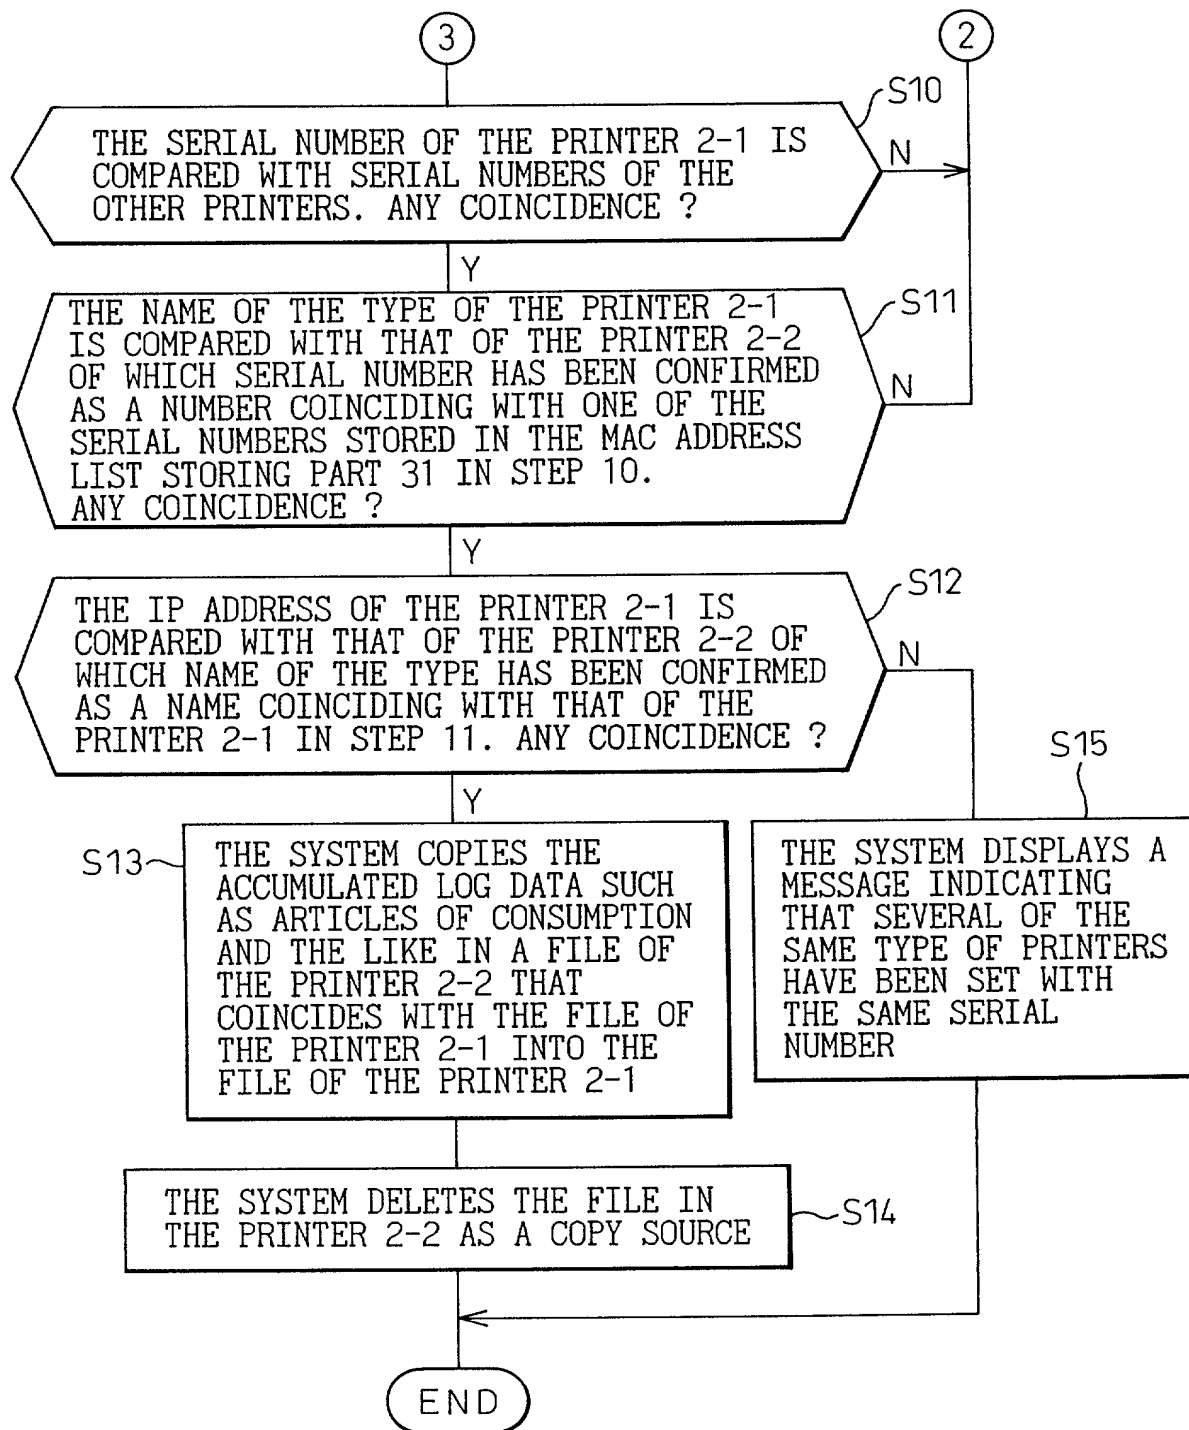 3
2
S10
THE SERIAL NUMBER OF THE PRINTER 2-1 IS
COMPARED WITH SERIAL NUMBERS OF THE
OTHER PRINTERS. ANY COINCIDENCE ?
N
Y
S11
THE NAME OF THE TYPE OF THE PRINTER 2-1
IS COMPARED WITH THAT OF THE PRINTER 2-2
OF WHICH SERIAL NUMBER HAS BEEN CONFIRMED
AS A NUMBER COINCIDING WITH ONE OF THE
SERIAL NUMBERS STORED IN THE MAC ADDRESS
LIST STORING PART 31 IN STEP 10.
ANY COINCIDENCE ?
N
Y
S12
THE IP ADDRESS OF THE PRINTER 2-1 IS
COMPARED WITH THAT OF THE PRINTER 2-2 OF
WHICH NAME OF THE TYPE HAS BEEN CONFIRMED
AS A NAME COINCIDING WITH THAT OF THE
PRINTER 2-1 IN STEP 11. ANY COINCIDENCE ?
N
Y
S13
THE SYSTEM COPIES THE
ACCUMULATED LOG DATA SUCH
AS ARTICLES OF CONSUMPTION
AND THE LIKE IN A FILE OF
THE PRINTER 2-2 THAT
COINCIDES WITH THE FILE OF
THE PRINTER 2-1 INTO THE
FILE OF THE PRINTER 2-1
S15
THE SYSTEM DISPLAYS A
MESSAGE INDICATING
THAT SEVERAL OF THE
SAME TYPE OF PRINTERS
HAVE BEEN SET WITH
THE SAME SERIAL
NUMBER
THE SYSTEM DELETES THE FILE IN
THE PRINTER 2-2 AS A COPY SOURCE
S14
END